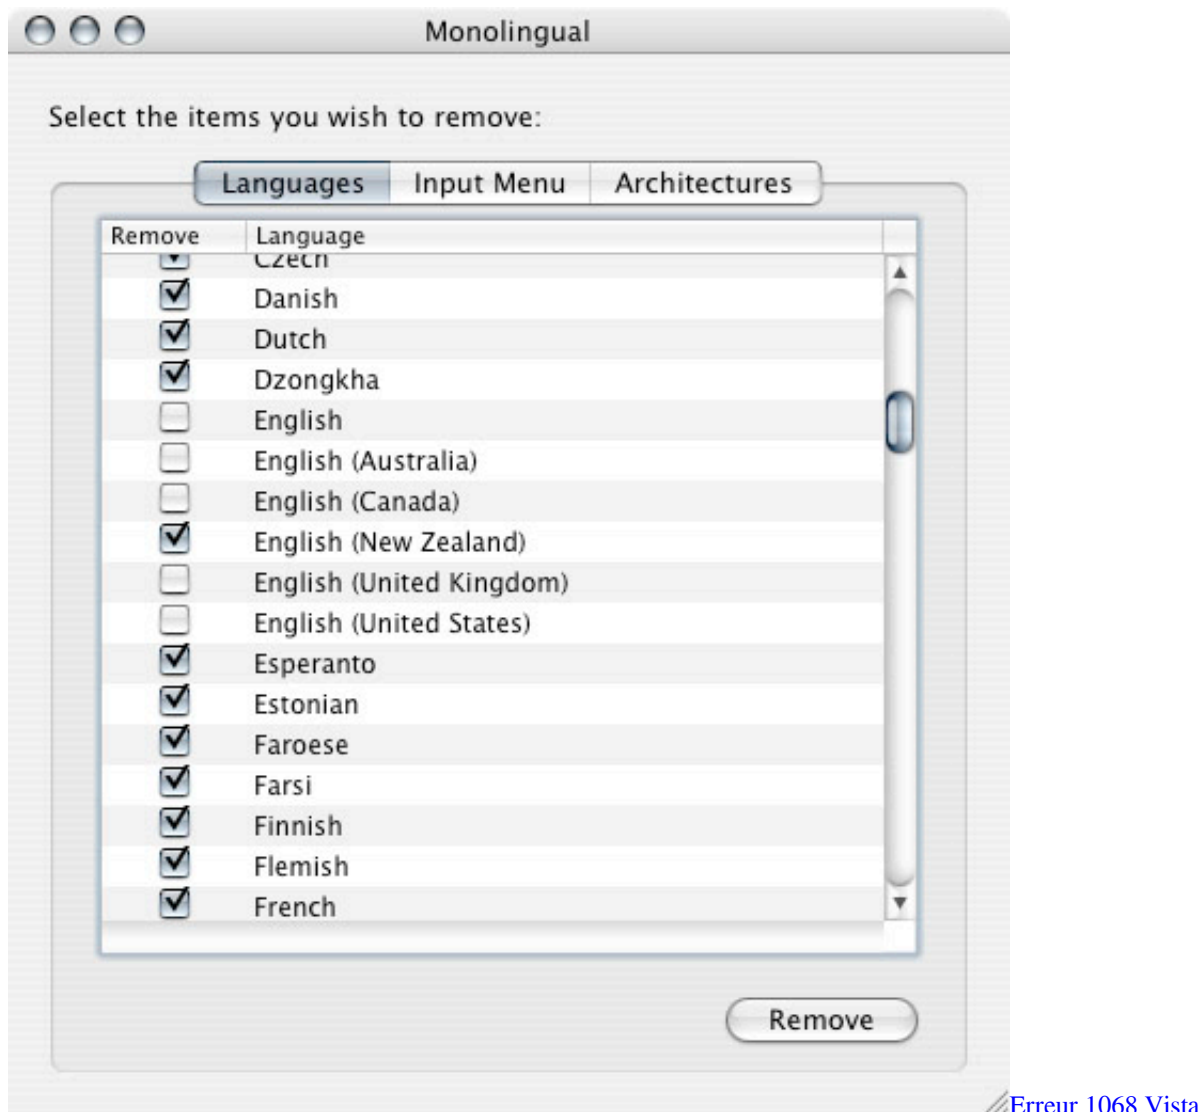 Monolingual
Select the items you wish to remove:
Languages Input Menu Architectures
Remove Language
Czech
Danish
Dutch
Dzongkha
English
English (Australia)
English (Canada)
English (New Zealand)
English (United Kingdom)
English (United States)
Esperanto
Estonian
Faroese
Farsi
Finnish
Flemish
French
Remove
Erreur 1068 Vista